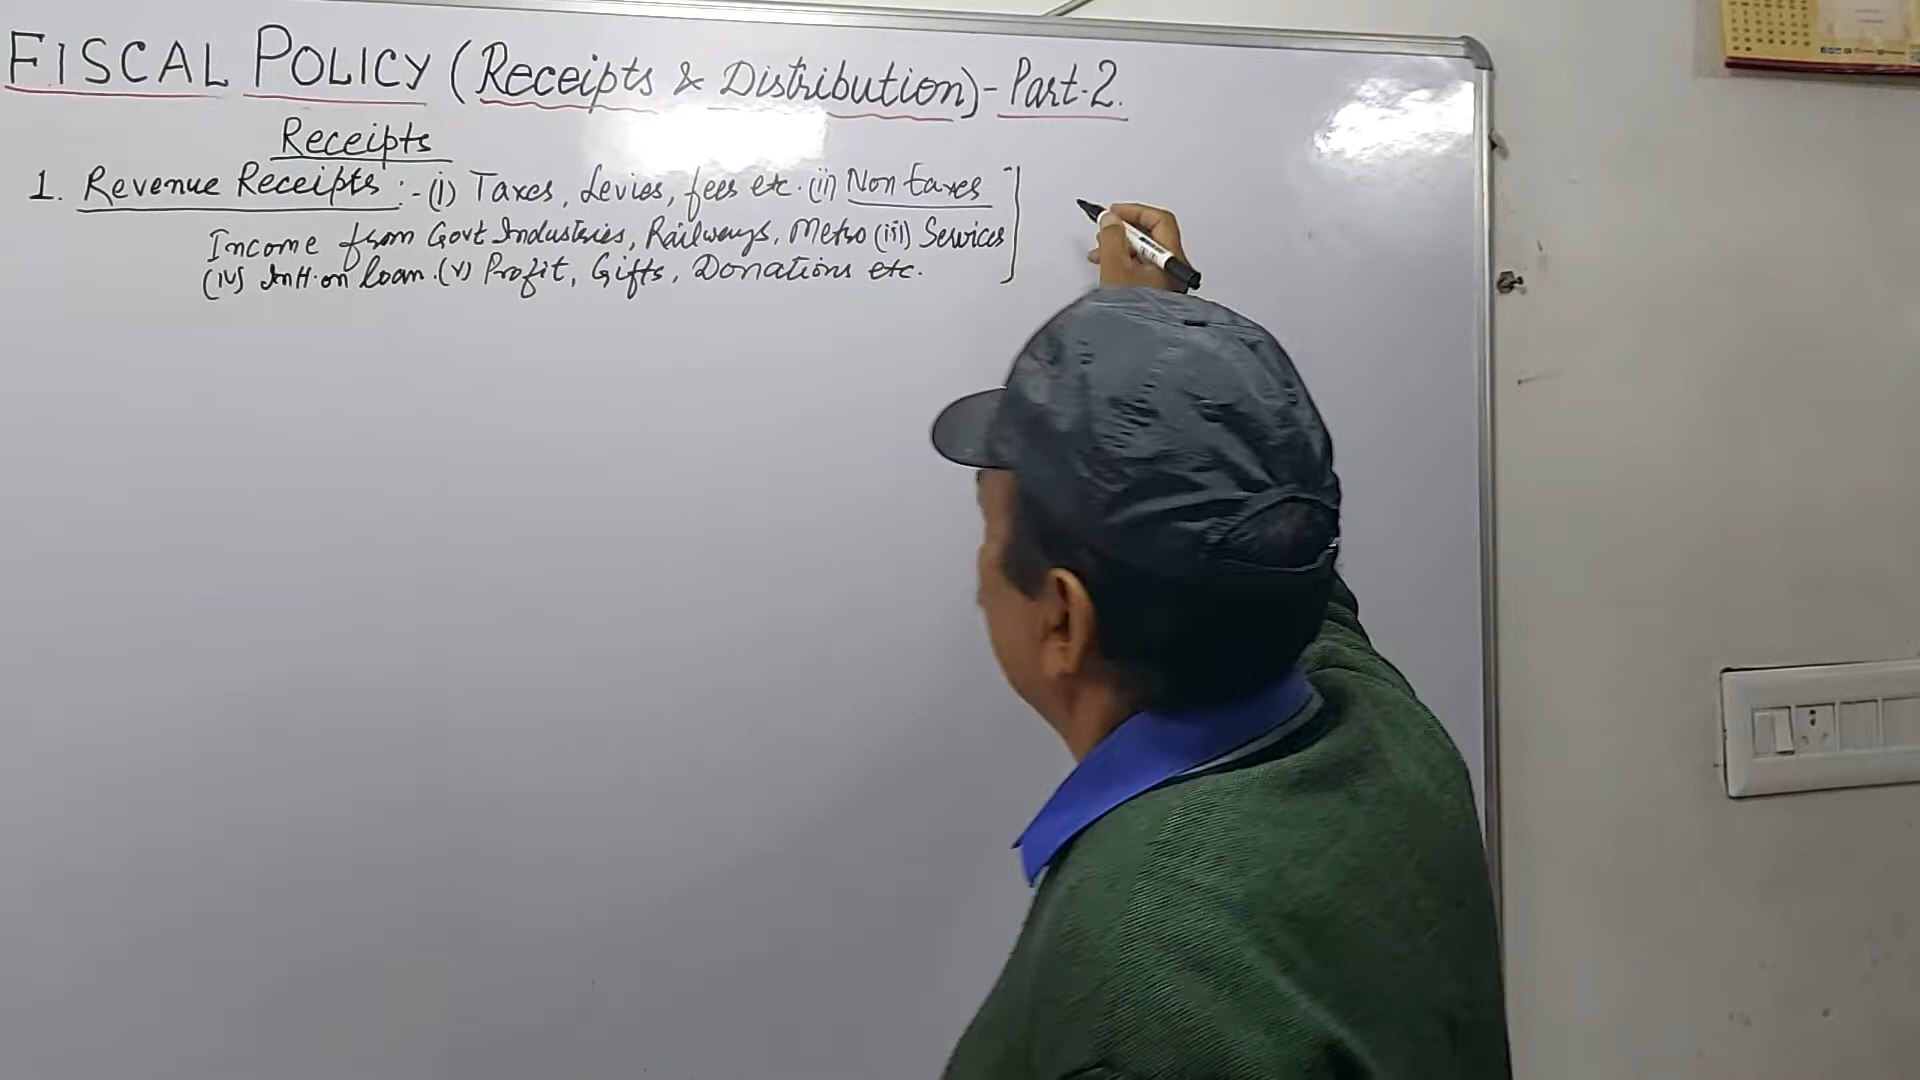 FISCAL POLICY (Receipts & Distribution) - Part-2.
Receipts
1. Revenue Receipts :- (i) Taxes, Levies, fees etc. (ii) Non taxes
Income from Govt Industries, Railways, Metro (iii) Services
(iv) Intt. on loan. (v) Profit, Gifts, Donations etc.